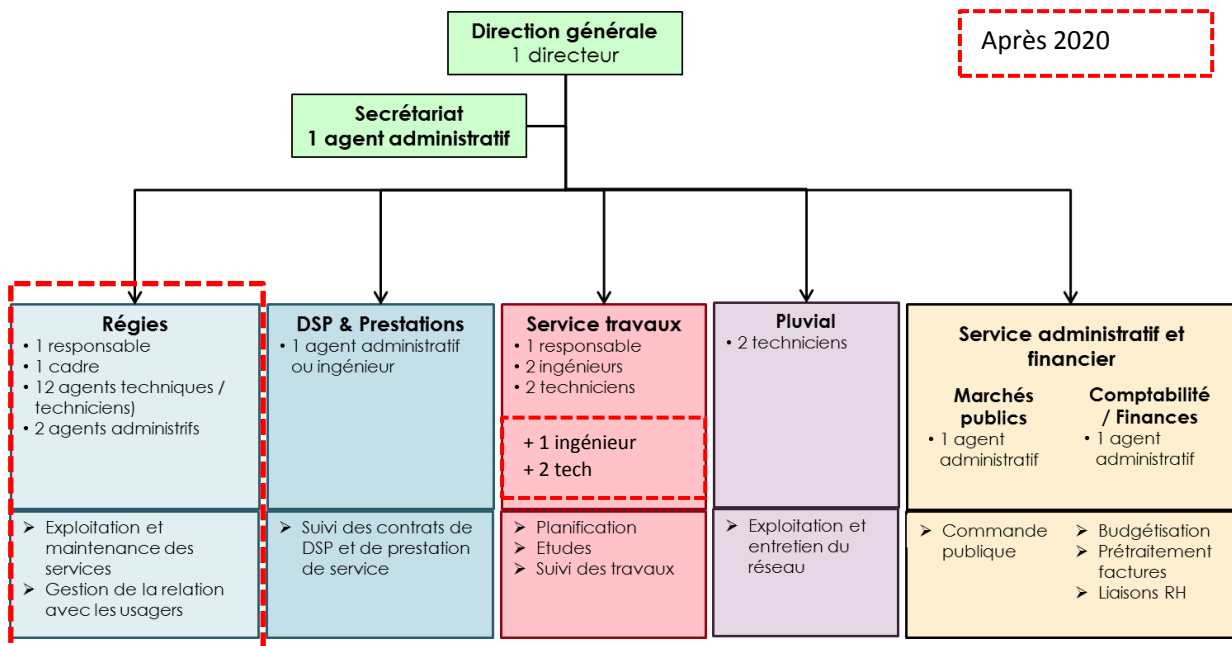 Direction générale
1 directeur
Après 2020
Secrétariat
1 agent administratif
Régies
• 1 responsable
• 1 cadre
• 12 agents techniques /
techniciens)
• 2 agents administrifs
➢ Exploitation et
maintenance des
services
➢ Gestion de la relation
avec les usagers
DSP & Prestations
• 1 agent administratif
ou ingénieur
➢ Suivi des contrats de
DSP et de prestation
de service
Service travaux
• 1 responsable
• 2 ingénieurs
• 2 techniciens
+ 1 ingénieur
+ 2 tech
➢ Planification
➢ Etudes
➢ Suivi des travaux
Pluvial
• 2 techniciens
➢ Exploitation et
entretien du
réseau
Service administratif et
financier
Marchés
publics
• 1 agent
administratif
➢ Commande
publique
Comptabilité
/ Finances
• 1 agent
administratif
➢ Budgétisation
➢ Prétraitement
factures
➢ Liaisons RH